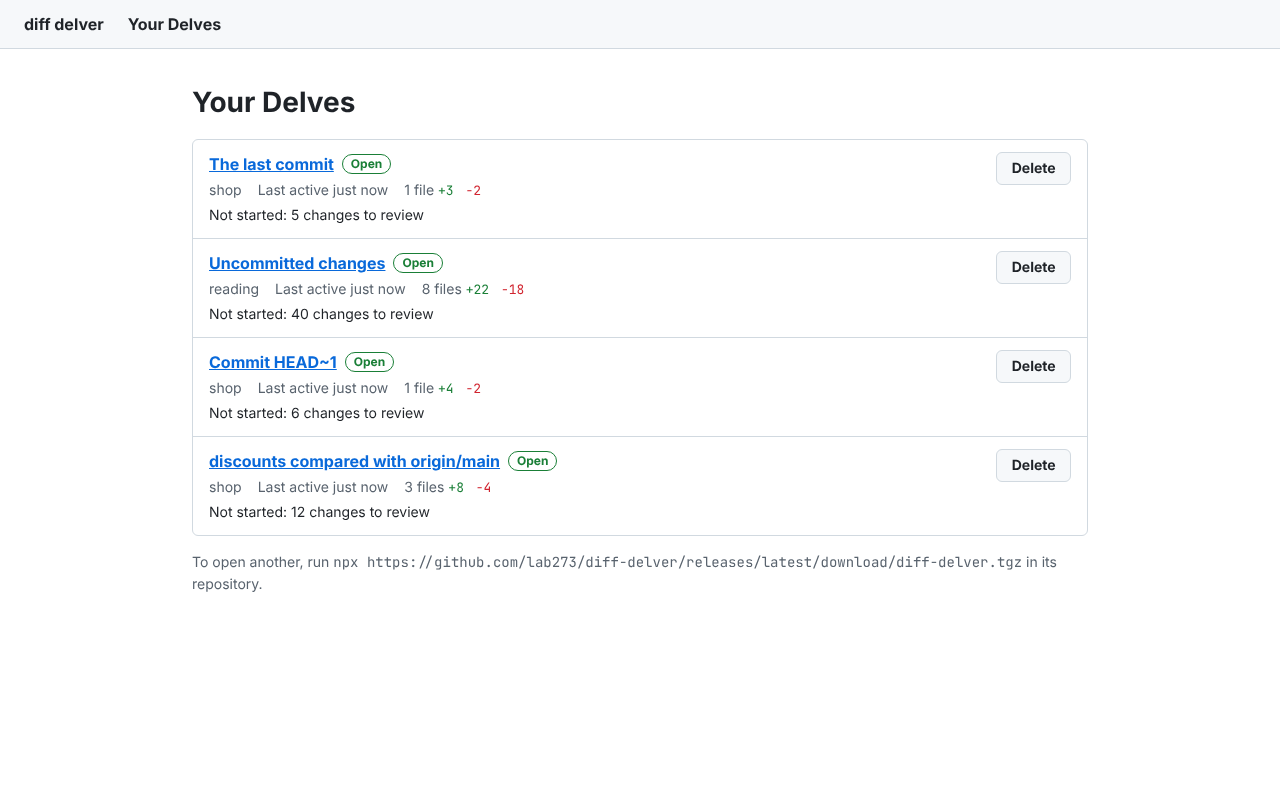 diff delver Your Delves
Your Delves
The last commit Open Delete
shop Last active just now 1 file +3 -2
Not started: 5 changes to review
Uncommitted changes Open Delete
reading Last active just now 8 files +22 -18
Not started: 40 changes to review
Commit HEAD~1 Open Delete
shop Last active just now 1 file +4 -2
Not started: 6 changes to review
discounts compared with origin/main Open Delete
shop Last active just now 3 files +8 -4
Not started: 12 changes to review
To open another, run npx https://github.com/lab273/diff-delver/releases/latest/download/diff-delver.tgz in its
repository.